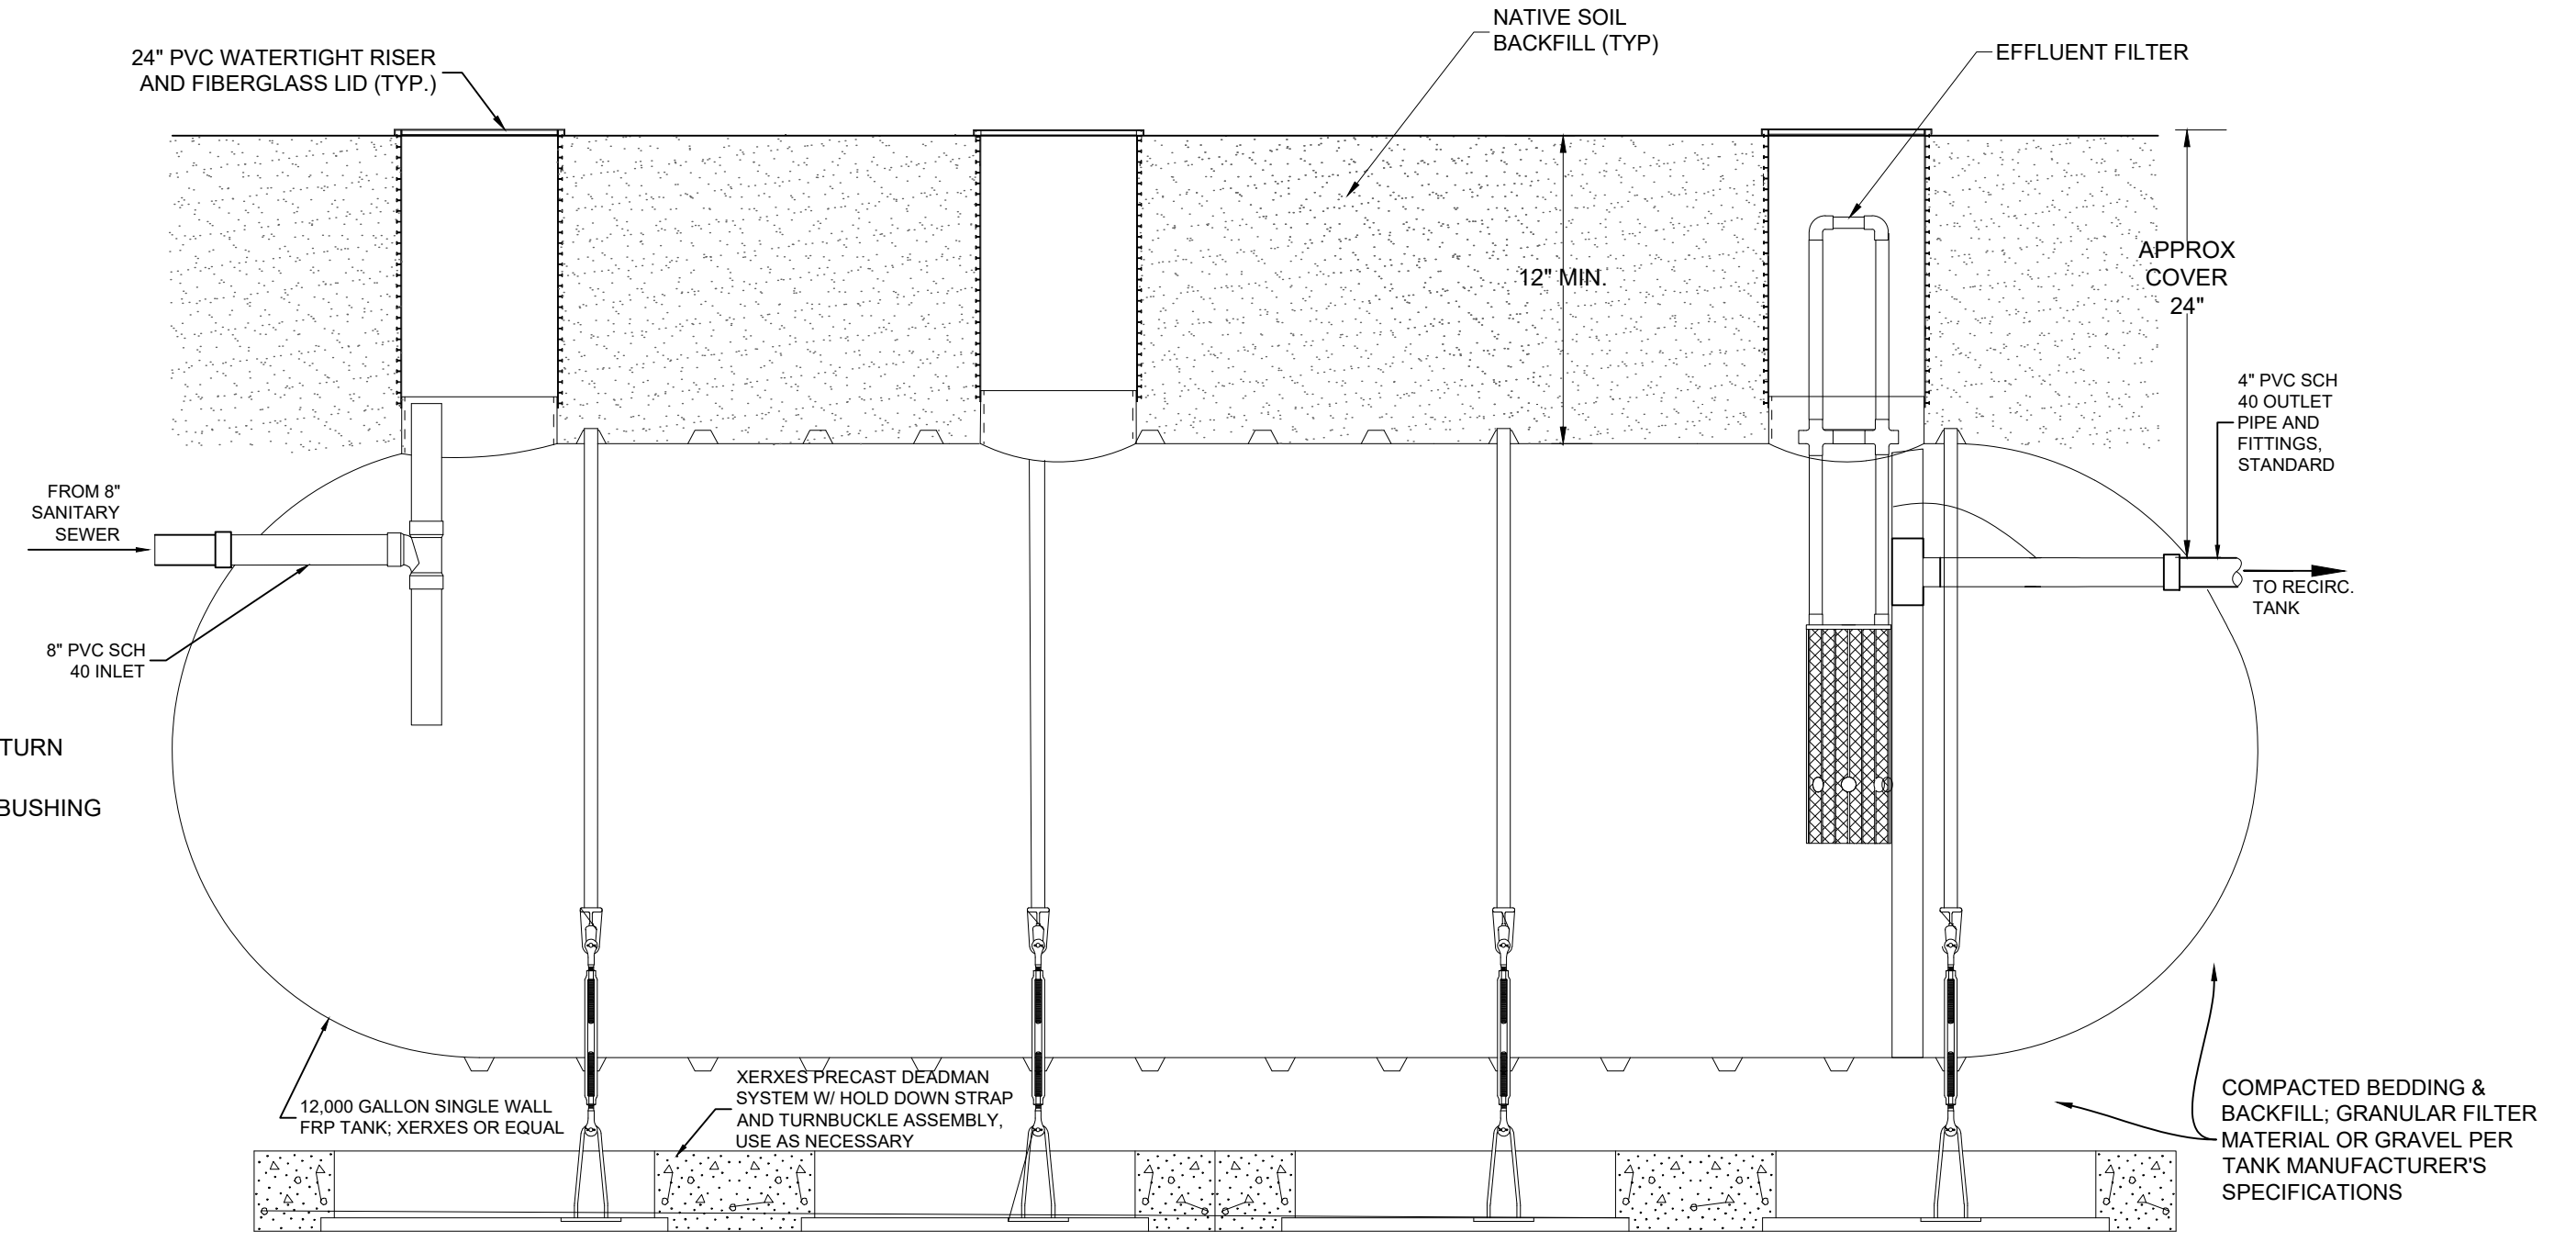 NATIVE SOIL
BACKFILL (TYP)
24" PVC WATERTIGHT RISER
AND FIBERGLASS LID (TYP.)
EFFLUENT FILTER
12" MIN.
APPROX
COVER
24"
4" PVC SCH
40 OUTLET
PIPE AND
FITTINGS,
STANDARD
FROM 8"
SANITARY
SEWER
TO RECIRC.
TANK
8" PVC SCH
40 INLET
TURN
BUSHING
12,000 GALLON SINGLE WALL
FRP TANK; XERXES OR EQUAL
XERXES PRECAST DEADMAN
SYSTEM W/ HOLD DOWN STRAP
AND TURNBUCKLE ASSEMBLY,
USE AS NECESSARY
COMPACTED BEDDING &
BACKFILL; GRANULAR FILTER
MATERIAL OR GRAVEL PER
TANK MANUFACTURER'S
SPECIFICATIONS